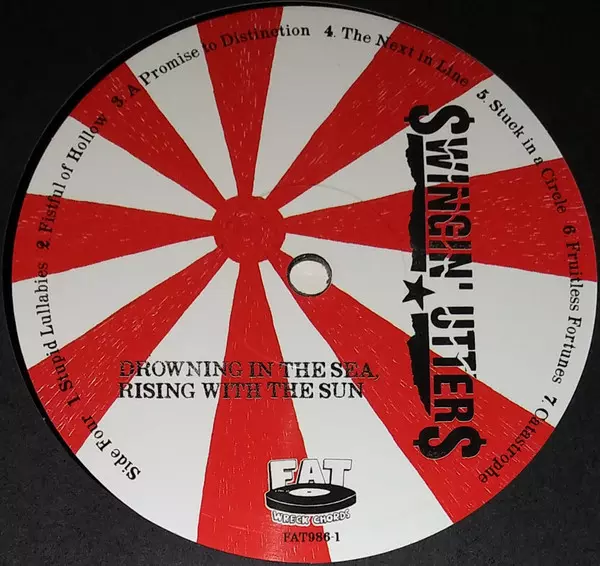 Side Four 1. Stupid Lullabies 2. Fistful of Hollow 3. A Promise to Distinction 4. The Next in Line 5. Stuck in a Circle 6 Fruitless Fortunes 7. Catastrophe
$WINGIN' UTTER$
DROWNING IN THE SEA,
RISING WITH THE SUN
FAT
WRECK CHORDS
FAT986-1